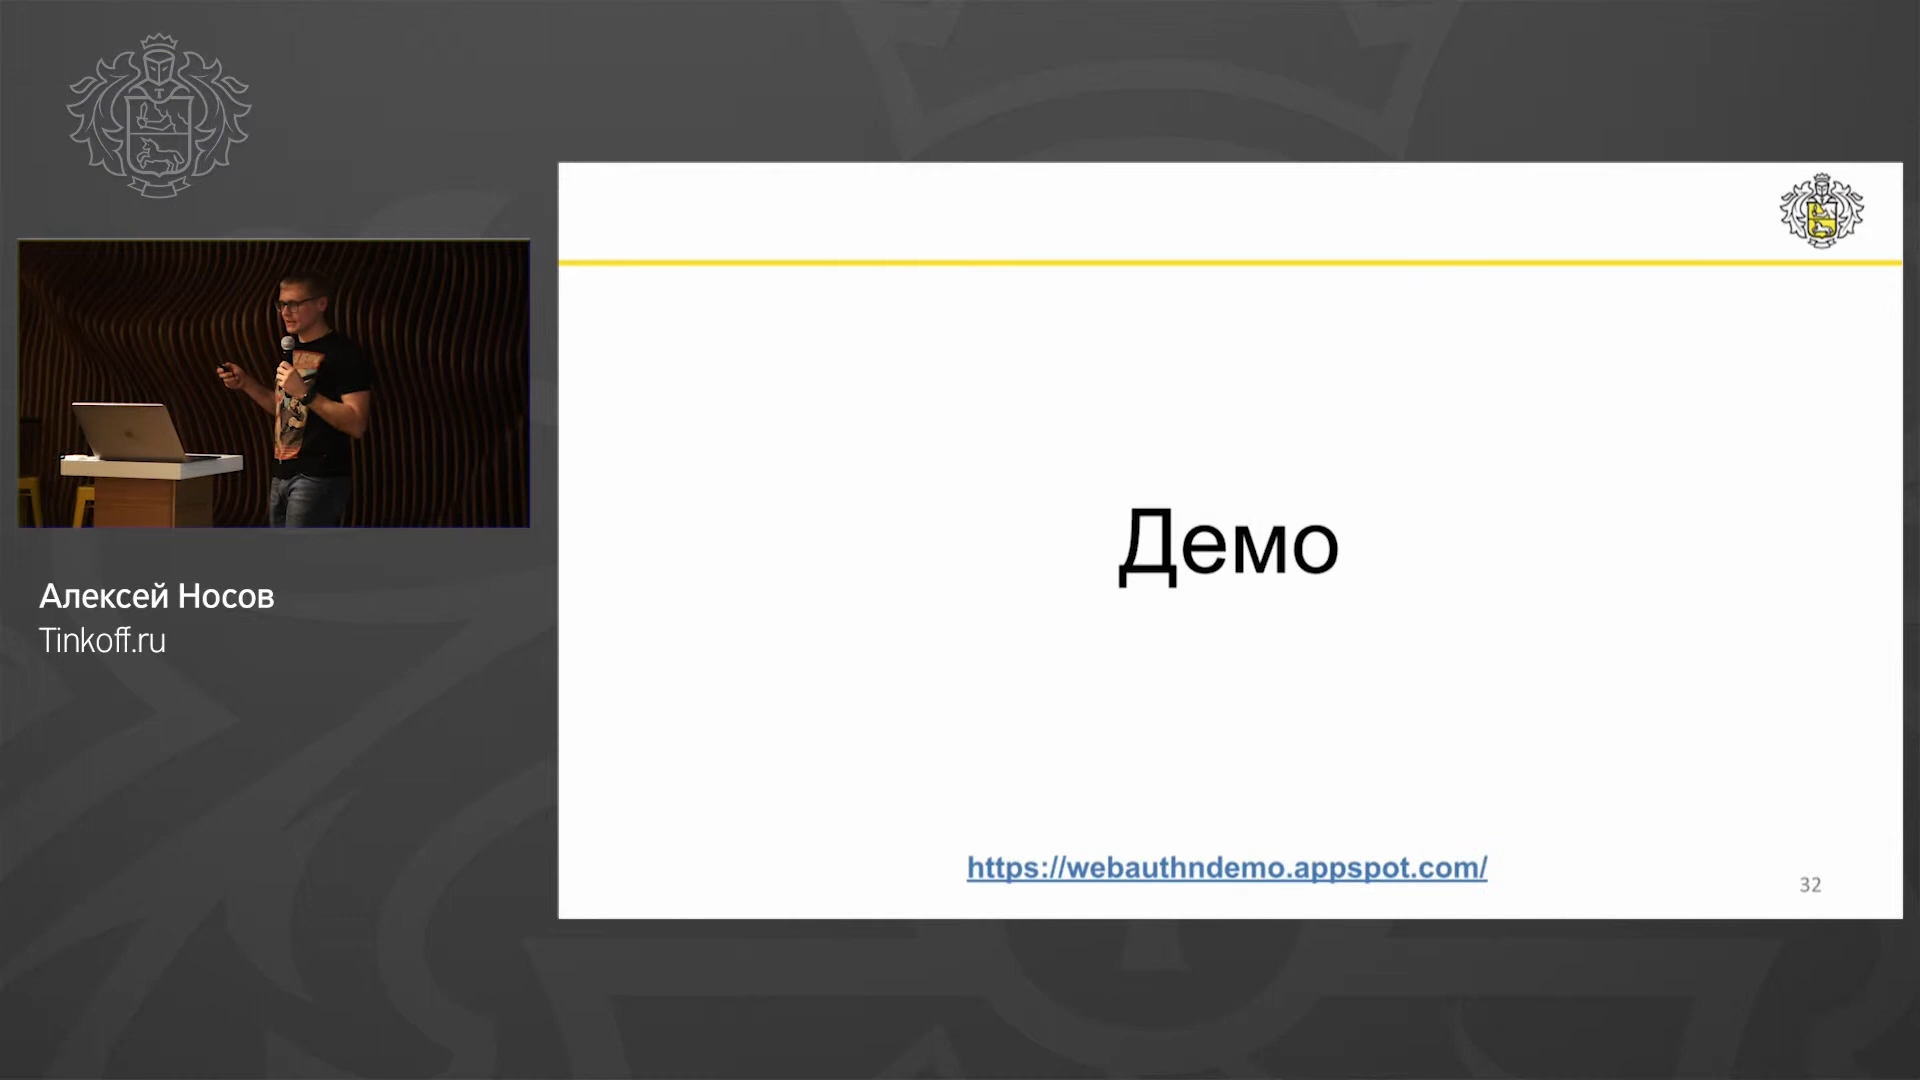 Алексей Носов
Tinkoff.ru
Демо
https://webauthndemo.appspot.com/
32